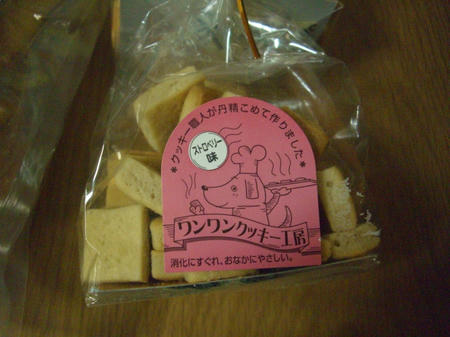 *クッキー職人が丹精こめて作りました*
ストロベリー
味
ワンワンクッキー工房
消化にすぐれ、おなかにやさしい。